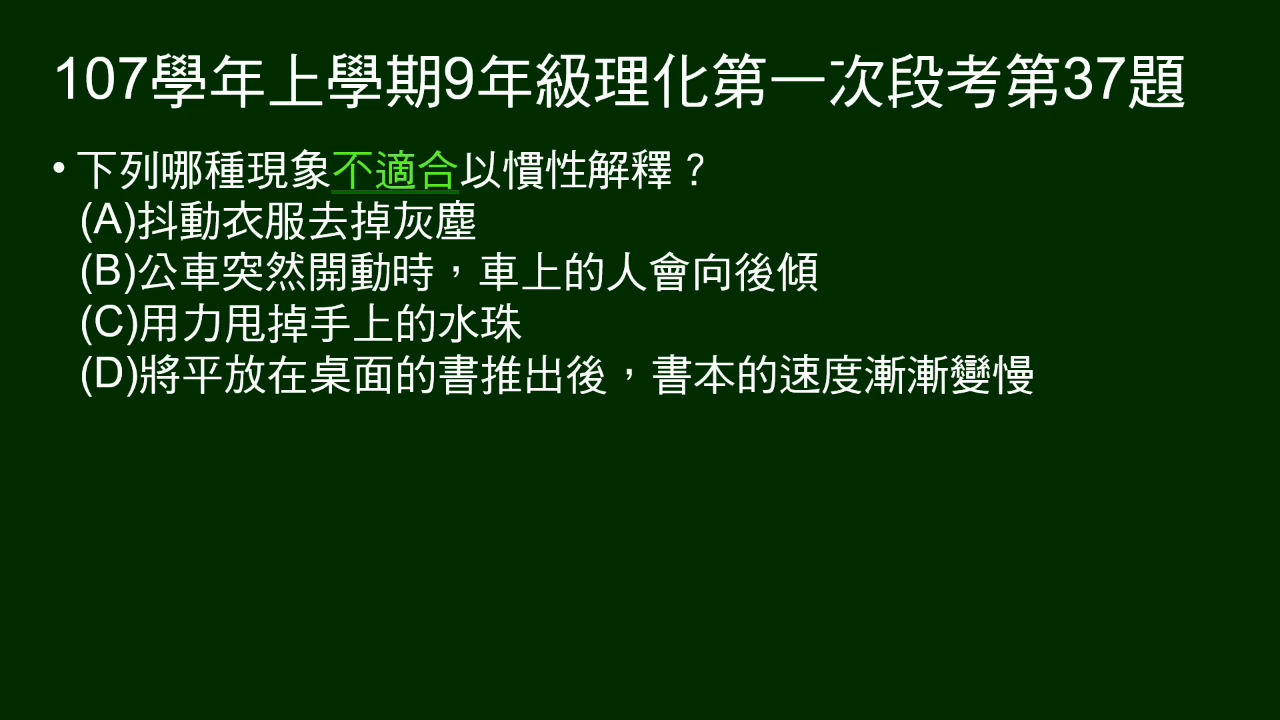 107學年上學期9年級理化第一次段考第37題
•下列哪種現象不適合以慣性解釋？
(A)抖動衣服去掉灰塵
(B)公車突然開動時，車上的人會向後傾
(C)用力甩掉手上的水珠
(D)將平放在桌面的書推出後，書本的速度漸漸變慢